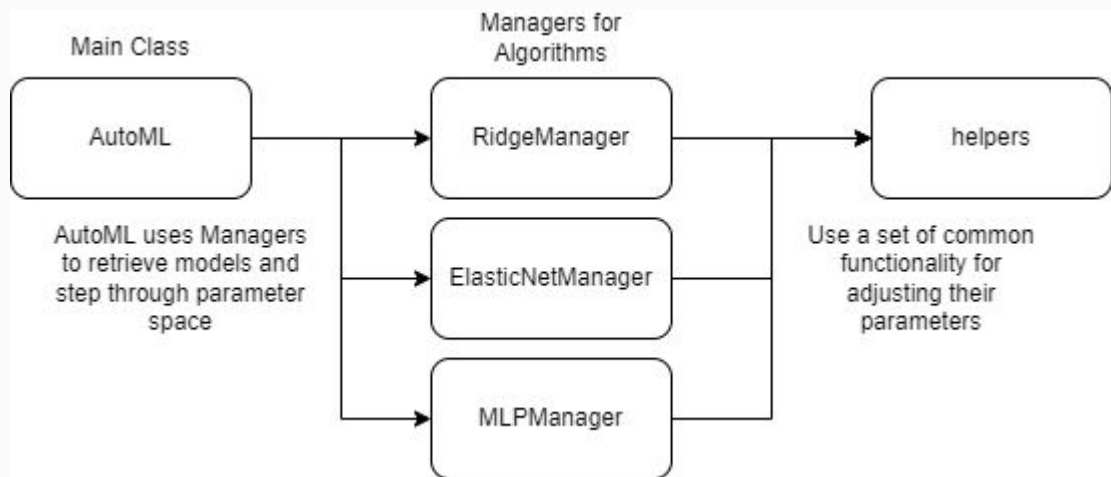 Main Class
Managers for
Algorithms
AutoML
RidgeManager
helpers
AutoML uses Managers
to retrieve models and
step through parameter
space
ElasticNetManager
Use a set of common
functionality for
adjusting their
parameters
MLPManager